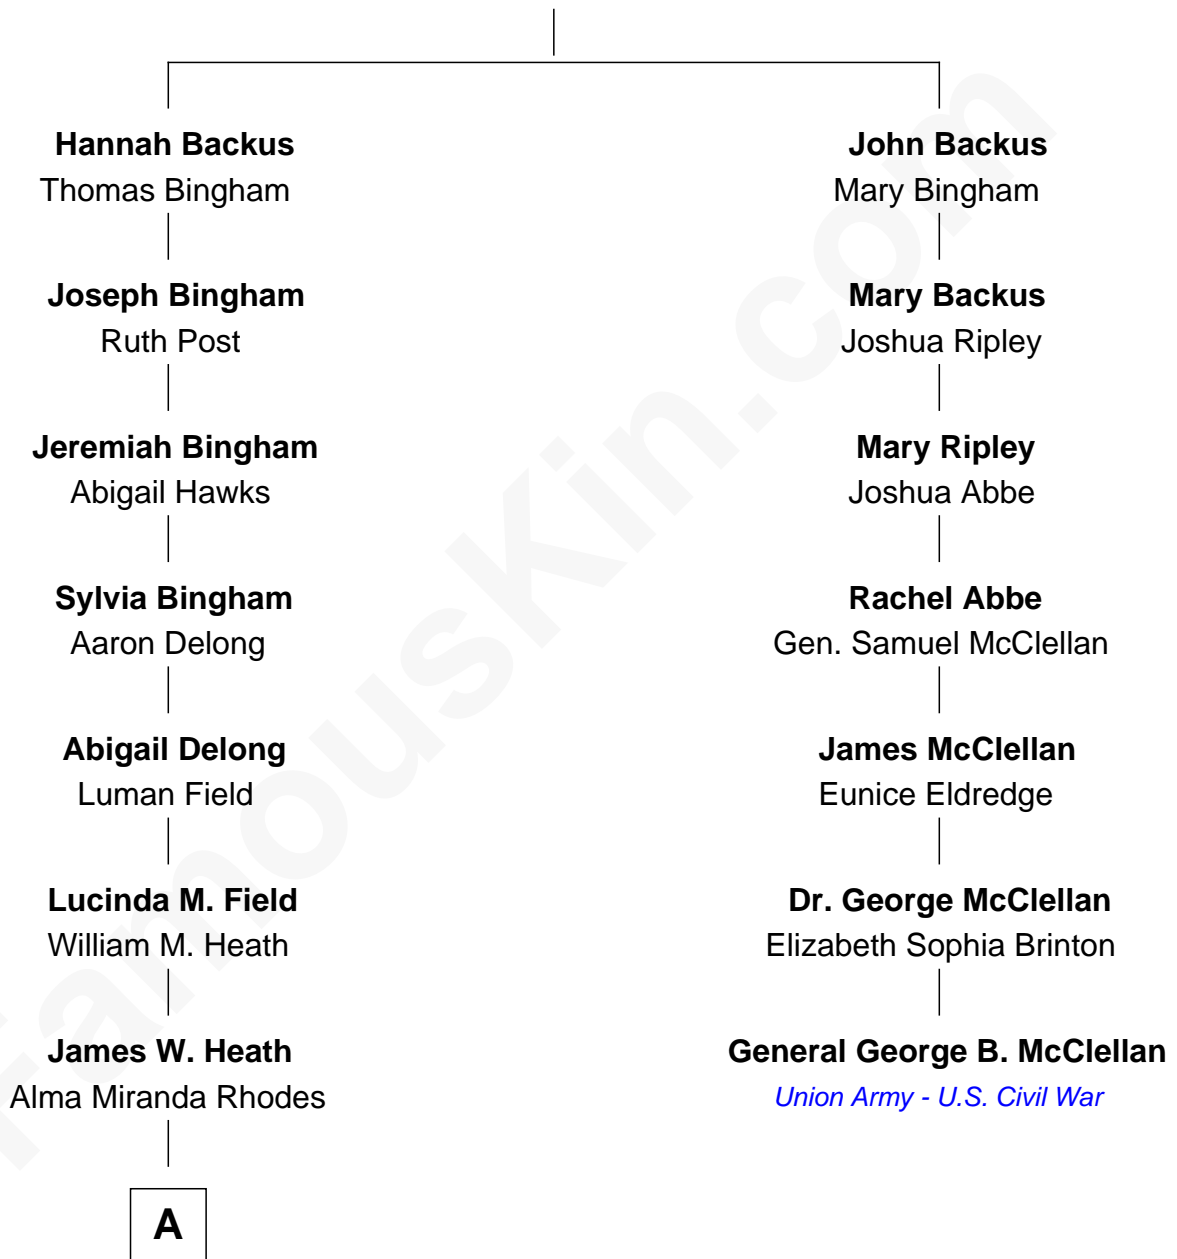 Hannah Backus
Thomas Bingham
Joseph Bingham
Ruth Post
Jeremiah Bingham
Abigail Hawks
Sylvia Bingham
Aaron Delong
Abigail Delong
Luman Field
Lucinda M. Field
William M. Heath
James W. Heath
Alma Miranda Rhodes
A
John Backus
Mary Bingham
Mary Backus
Joshua Ripley
Mary Ripley
Joshua Abbe
Rachel Abbe
Gen. Samuel McClellan
James McClellan
Eunice Eldredge
Dr. George McClellan
Elizabeth Sophia Brinton
General George B. McClellan
Union Army - U.S. Civil War
FamousKin.com